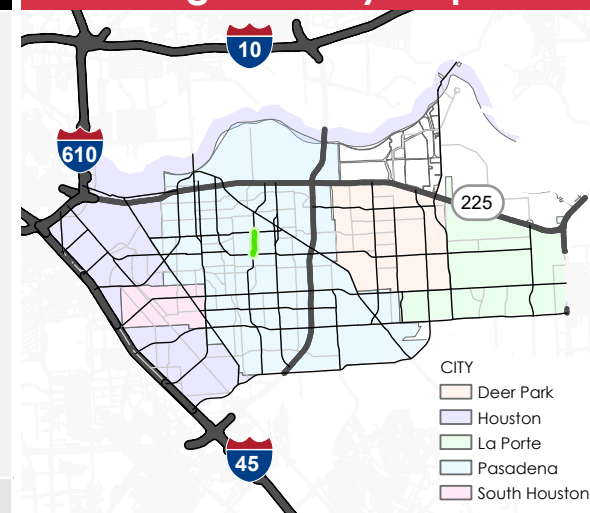 10
610
225
CITY
Deer Park
Houston
La Porte
Pasadena
South Houston
45